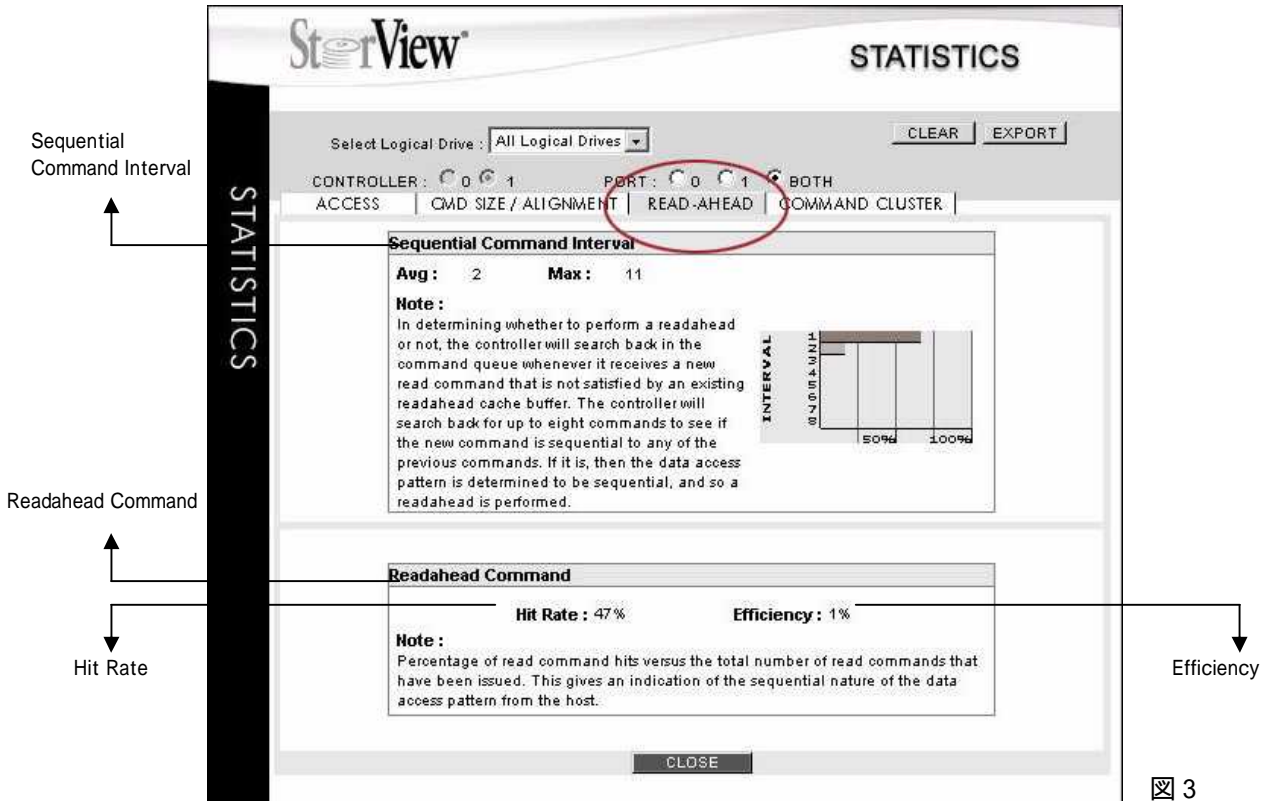 StorView
STATISTICS
STATISTICS
Sequential
Command Interval
Select Logical Drive : All Logical Drives
CLEAR EXPORT
CONTROLLER : 0 1 PORT : 0 1 BOTH
ACCESS CMD SIZE / ALIGNMENT READ-AHEAD COMMAND CLUSTER
Sequential Command Interval
Avg : 2 Max : 11
Note :
In determining whether to perform a readahead
or not, the controller will search back in the
command queue whenever it receives a new
read command that is not satisfied by an existing
readahead cache buffer. The controller will
search back for up to eight commands to see if
the new command is sequential to any of the
previous commands. If it is, then the data access
pattern is determined to be sequential, and so a
readahead is performed.
INTERVAL
1
2
3
4
5
6
7
8
50% 100%
Readahead Command
Readahead Command
Hit Rate : 47% Efficiency : 1%
Note :
Percentage of read command hits versus the total number of read commands that
have been issued. This gives an indication of the sequential nature of the data
access pattern from the host.
Hit Rate
Efficiency
CLOSE
図 3